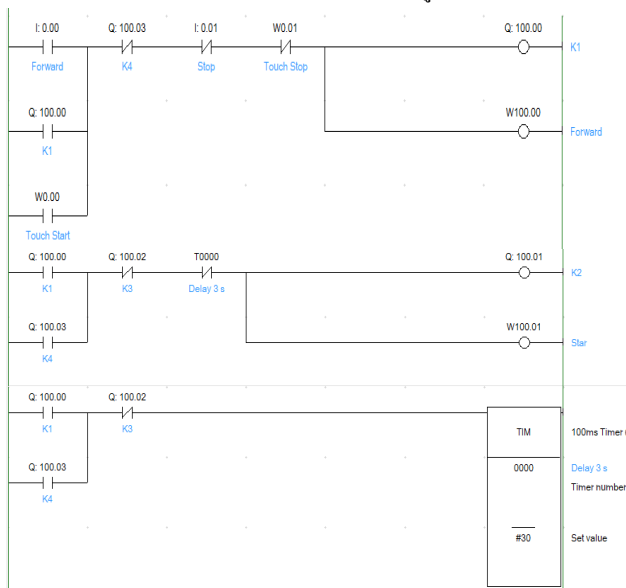 I: 0.00 Q: 100.03 I: 0.01 W0.01 Q: 100.00
K1
Forward K4 Stop Touch Stop
Q: 100.00 W100.00
Forward
K1
W0.00
Touch Start
Q: 100.00 Q: 100.02 T0000 Q: 100.01
K2
K1 K3 Delay 3 s
Q: 100.03 W100.01
Star
K4
Q: 100.00 Q: 100.02
K1 K3 TIM 100ms Timer (
Q: 100.03 0000 Delay 3 s
Timer number
K4
#30 Set value